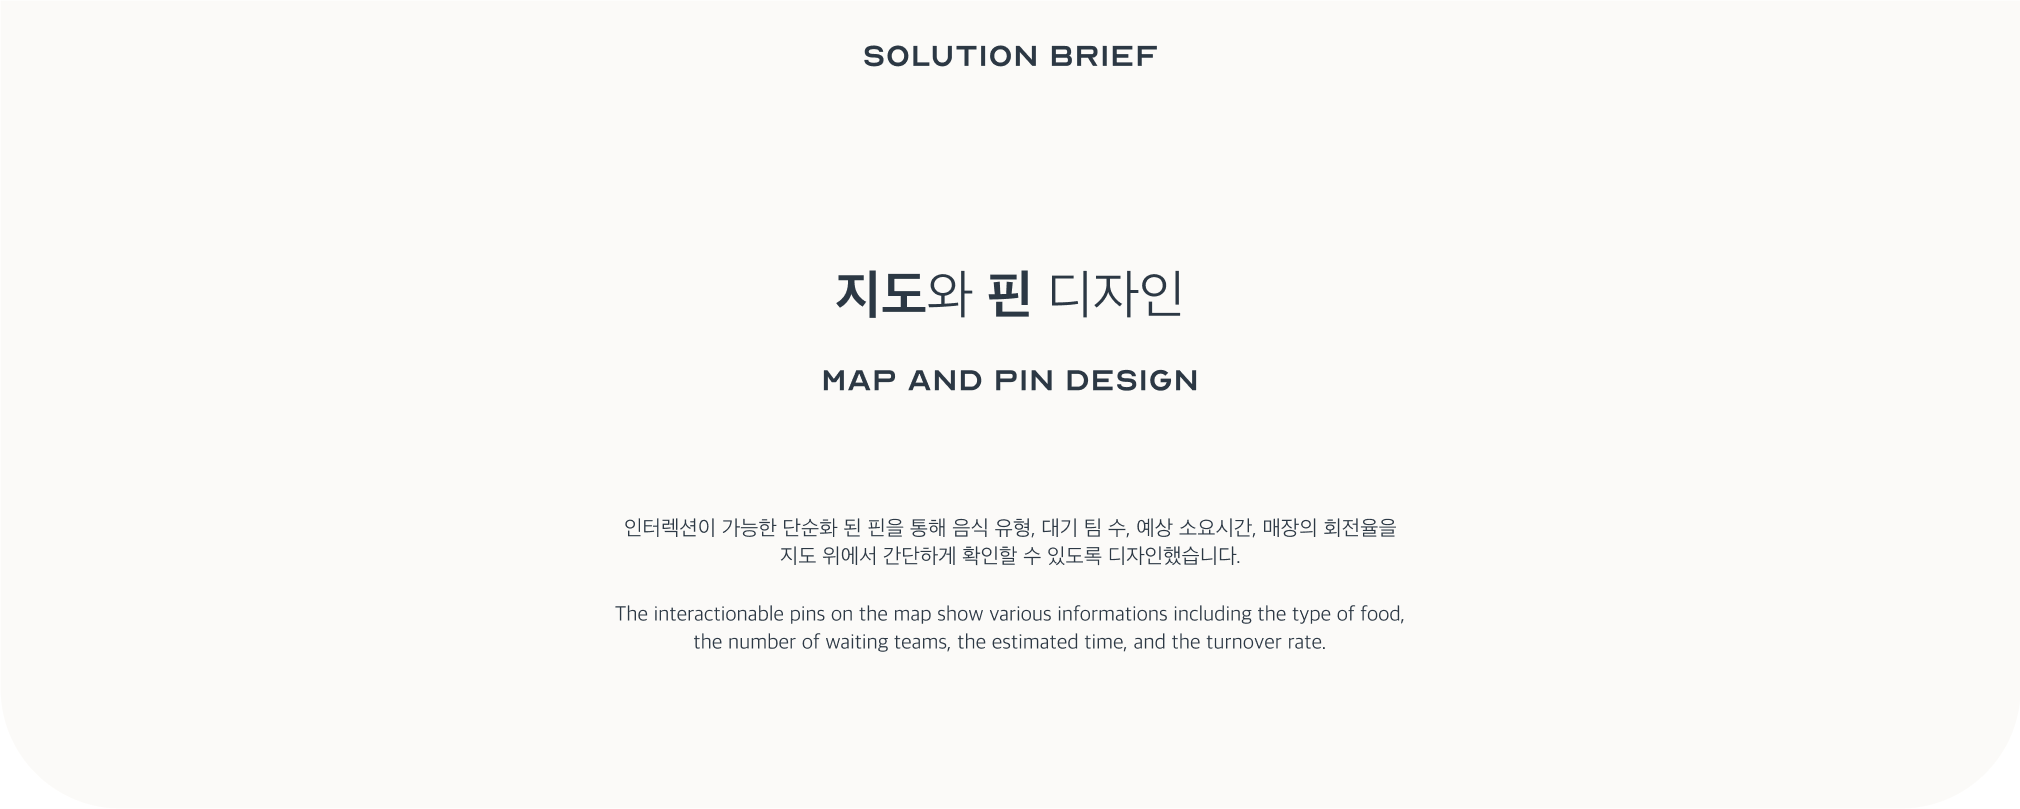 SOLUTION BRIEF
지도와 핀 디자인
MAP AND PIN DESIGN
인터렉션이 가능한 단순화 된 핀을 통해 음식 유형, 대기 팀 수, 예상 소요시간, 매장의 회전율을
지도 위에서 간단하게 확인할 수 있도록 디자인했습니다.
The interactionable pins on the map show various informations including the type of food,
the number of waiting teams, the estimated time, and the turnover rate.